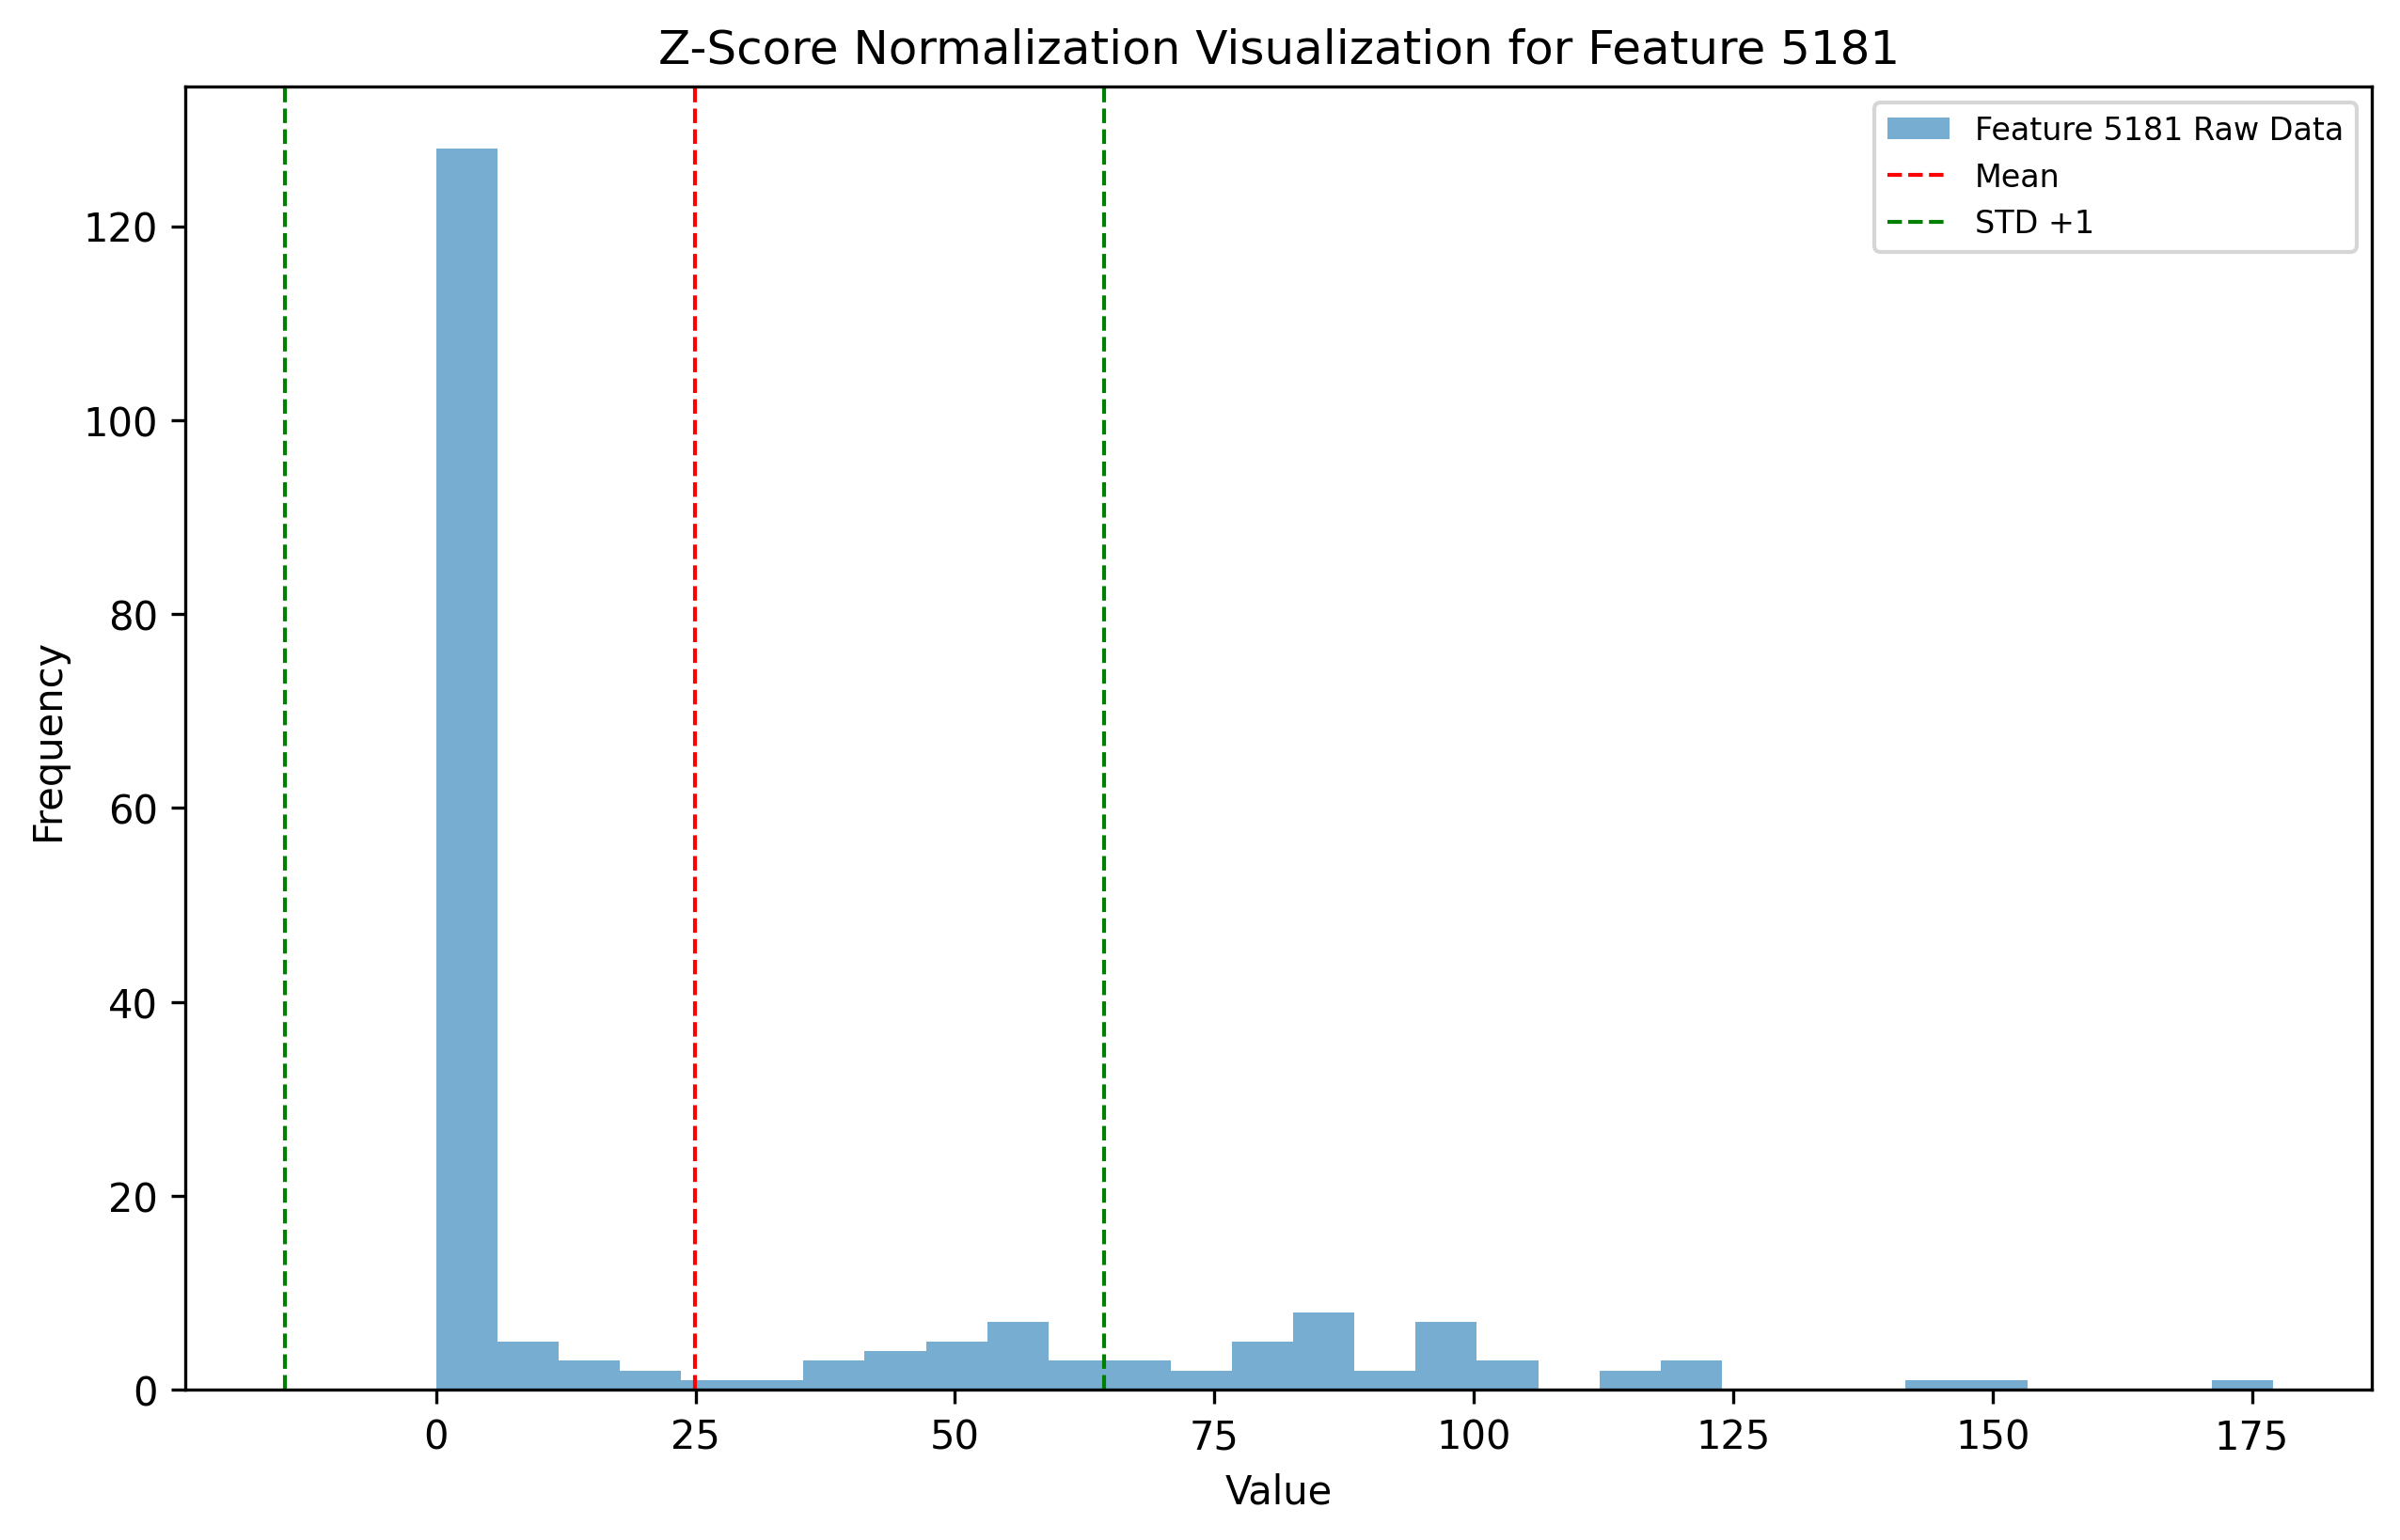 Z-Score Normalization Visualization for Feature 5181
Feature 5181 Raw Data
Mean
STD +1
120
100
80
60
40
20
0
Frequency
0 25 50 75 100 125 150 175
Value